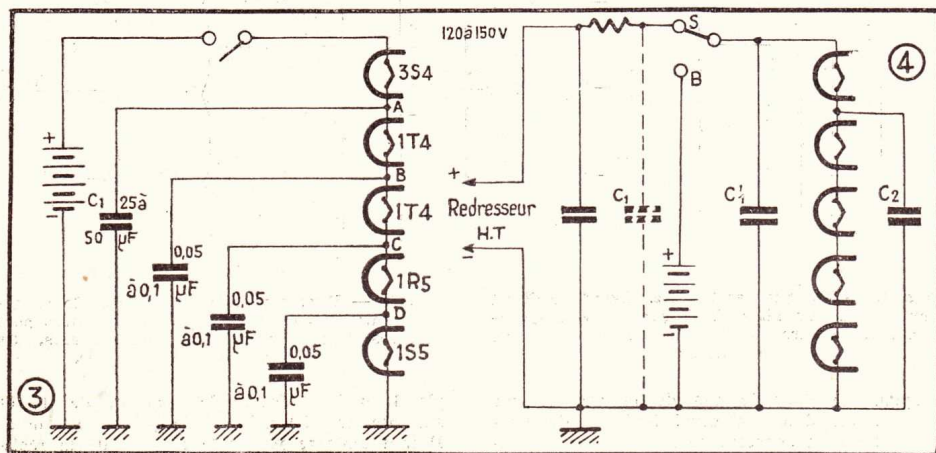 3S4
A
1T4
B
1T4
C
1R5
D
1S5
+
-
C1 25à
50 µF
0,05
à0,1 µF
0,05
à0,1 µF
0,05
à0,1 µF
3
120à150V
+
Redresseur
H.T
-
C1
S
B
+
-
C'1
C2
4